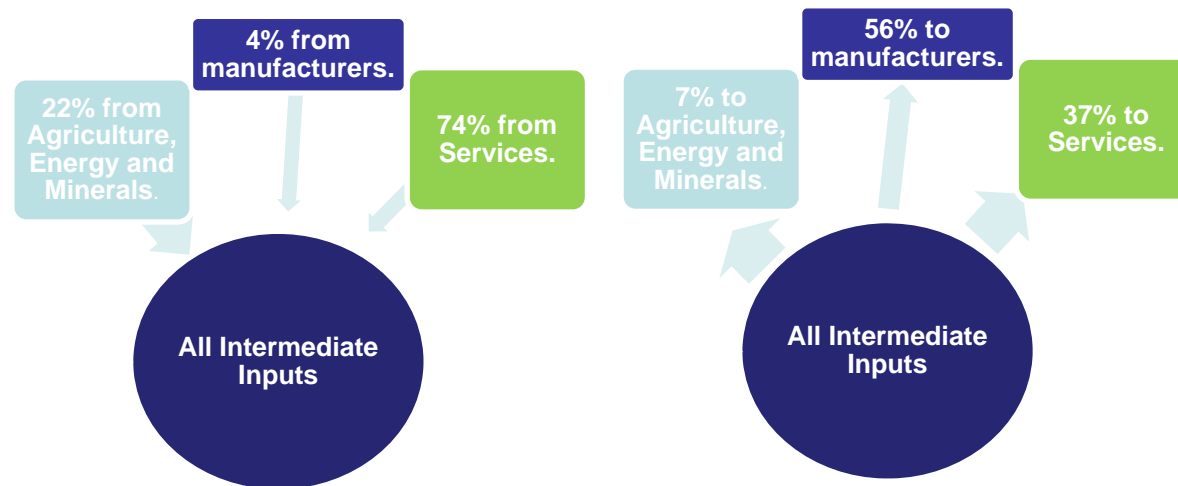 4% from
manufacturers.
22% from
Agriculture,
Energy and
Minerals.
74% from
Services.
All Intermediate
Inputs
56% to
manufacturers.
7% to
Agriculture,
Energy and
Minerals.
37% to
Services.
All Intermediate
Inputs